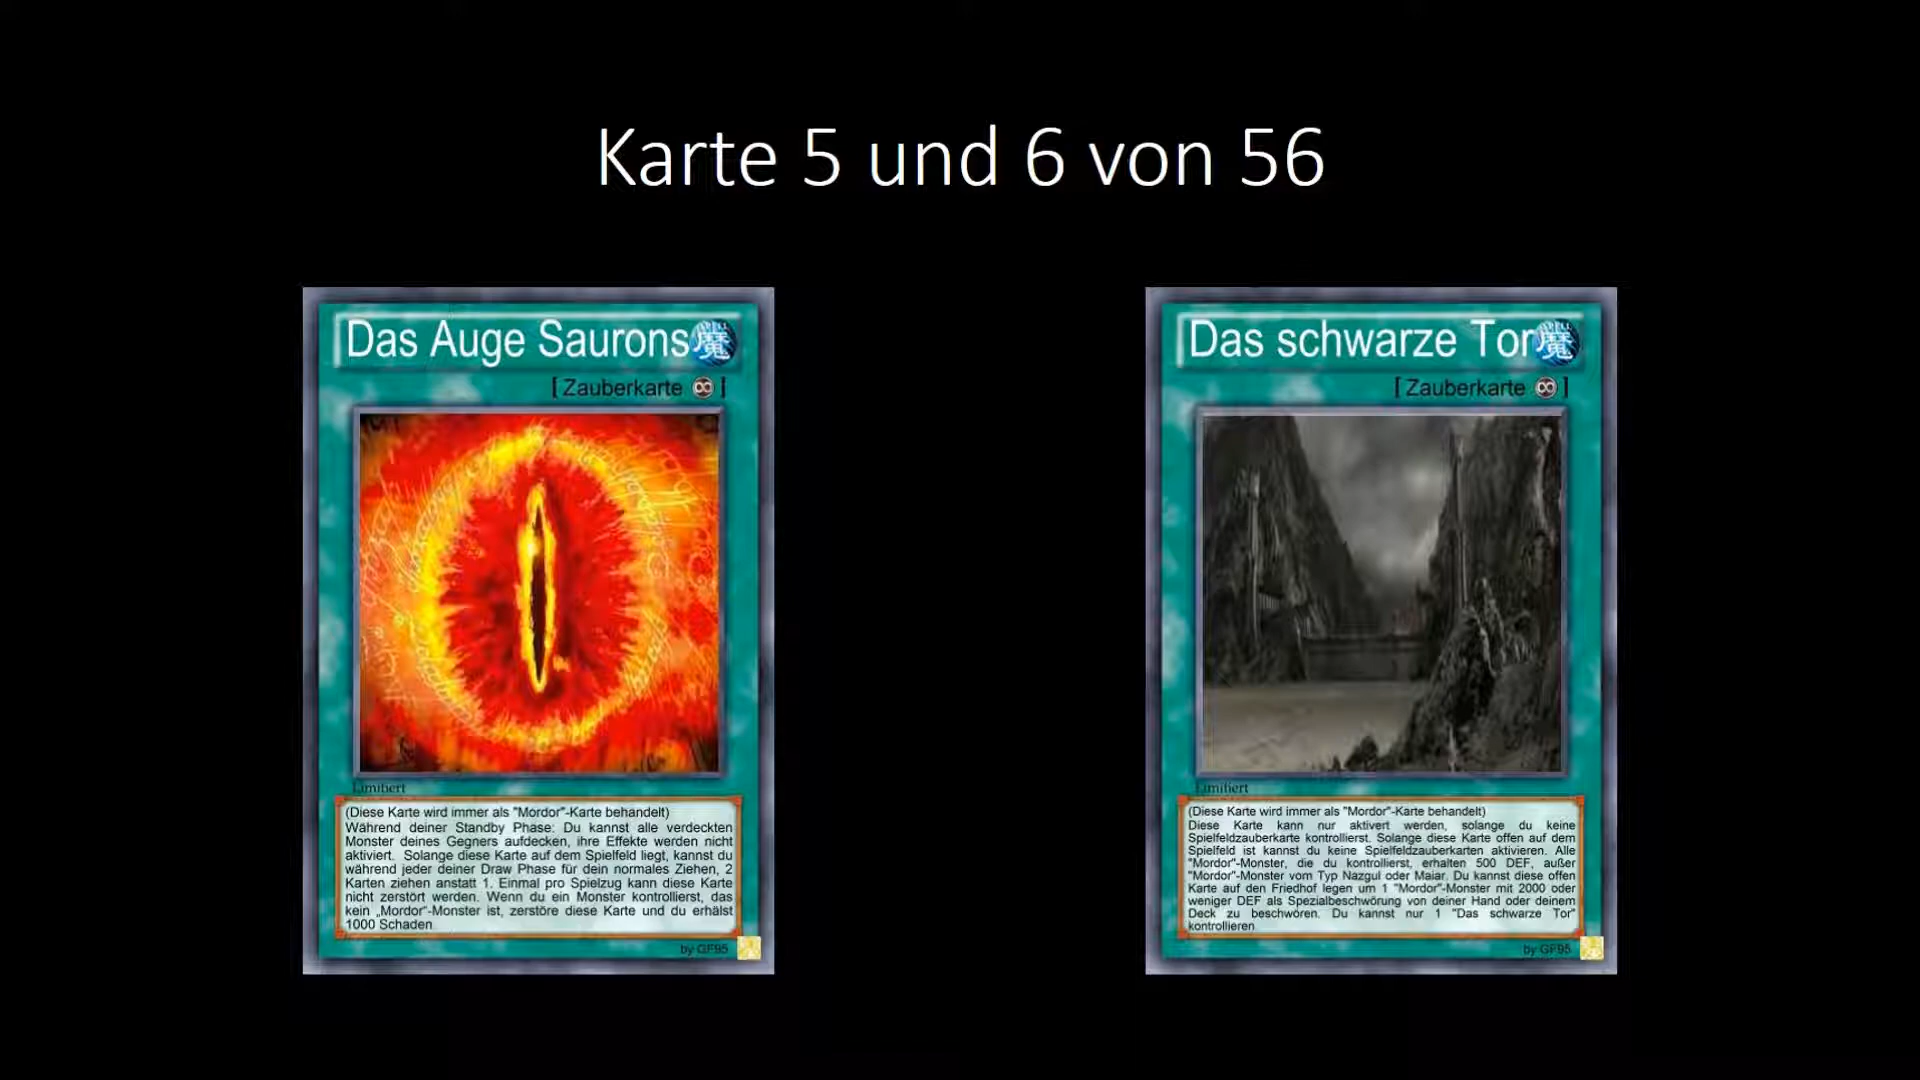 Karte 5 und 6 von 56
Das Auge Saurons 魔
[ Zauberkarte ∞ ]
Limitiert
(Diese Karte wird immer als "Mordor"-Karte behandelt)
Während deiner Standby Phase: Du kannst alle verdeckten
Monster deines Gegners aufdecken, ihre Effekte werden nicht
aktiviert. Solange diese Karte auf dem Spielfeld liegt, kannst du
während jeder deiner Draw Phase für dein normales Ziehen, 2
Karten ziehen anstatt 1. Einmal pro Spielzug kann diese Karte
nicht zerstört werden. Wenn du ein Monster kontrollierst, das
kein „Mordor"-Monster ist, zerstöre diese Karte und du erhälst
1000 Schaden
by GF95
Das schwarze Tor 魔
[ Zauberkarte ∞ ]
Limitiert
(Diese Karte wird immer als "Mordor"-Karte behandelt)
Diese Karte kann nur aktivert werden, solange du keine
Spielfeldzauberkarte kontrollierst. Solange diese Karte offen auf dem
Spielfeld ist kannst du keine Spielfeldzauberkarten aktivieren. Alle
"Mordor"-Monster, die du kontrollierst, erhalten 500 DEF, außer
"Mordor"-Monster vom Typ Nazgul oder Maiar. Du kannst diese offen
Karte auf den Friedhof legen um 1 "Mordor"-Monster mit 2000 oder
weniger DEF als Spezialbeschwörung von deiner Hand oder deinem
Deck zu beschwören. Du kannst nur 1 "Das schwarze Tor"
kontrollieren
by GF95